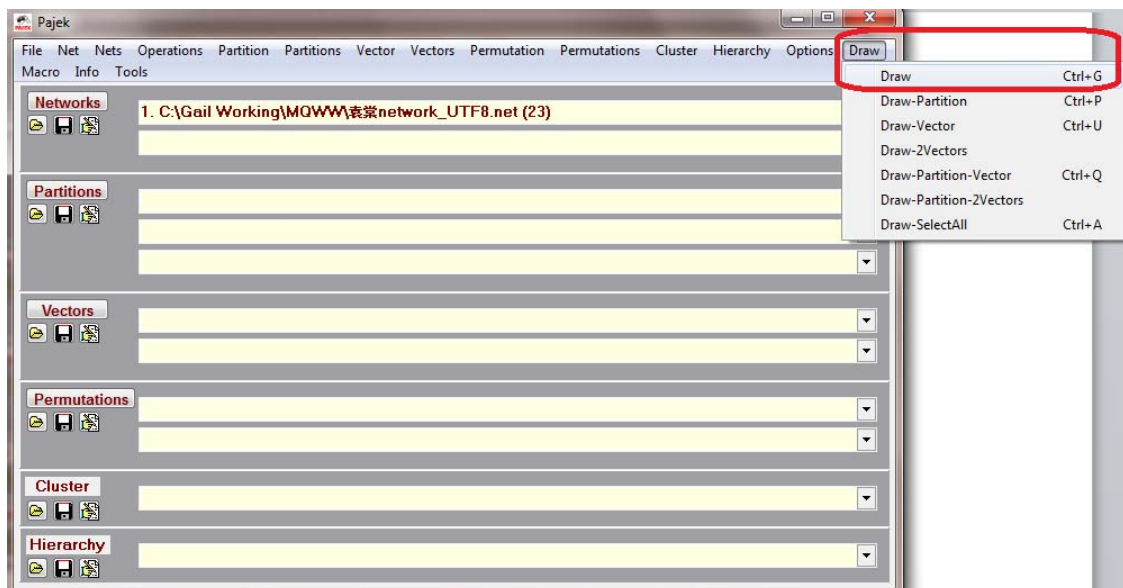 Pajek
File Net Nets Operations Partition Partitions Vector Vectors Permutation Permutations Cluster Hierarchy Options Draw
Macro Info Tools
Draw Ctrl+G
Draw-Partition Ctrl+P
Draw-Vector Ctrl+U
Draw-2Vectors
Draw-Partition-Vector Ctrl+Q
Draw-Partition-2Vectors
Draw-SelectAll Ctrl+A
Networks
1. C:\Gail Working\MQWW\袁棠network_UTF8.net (23)
Partitions
Vectors
Permutations
Cluster
Hierarchy